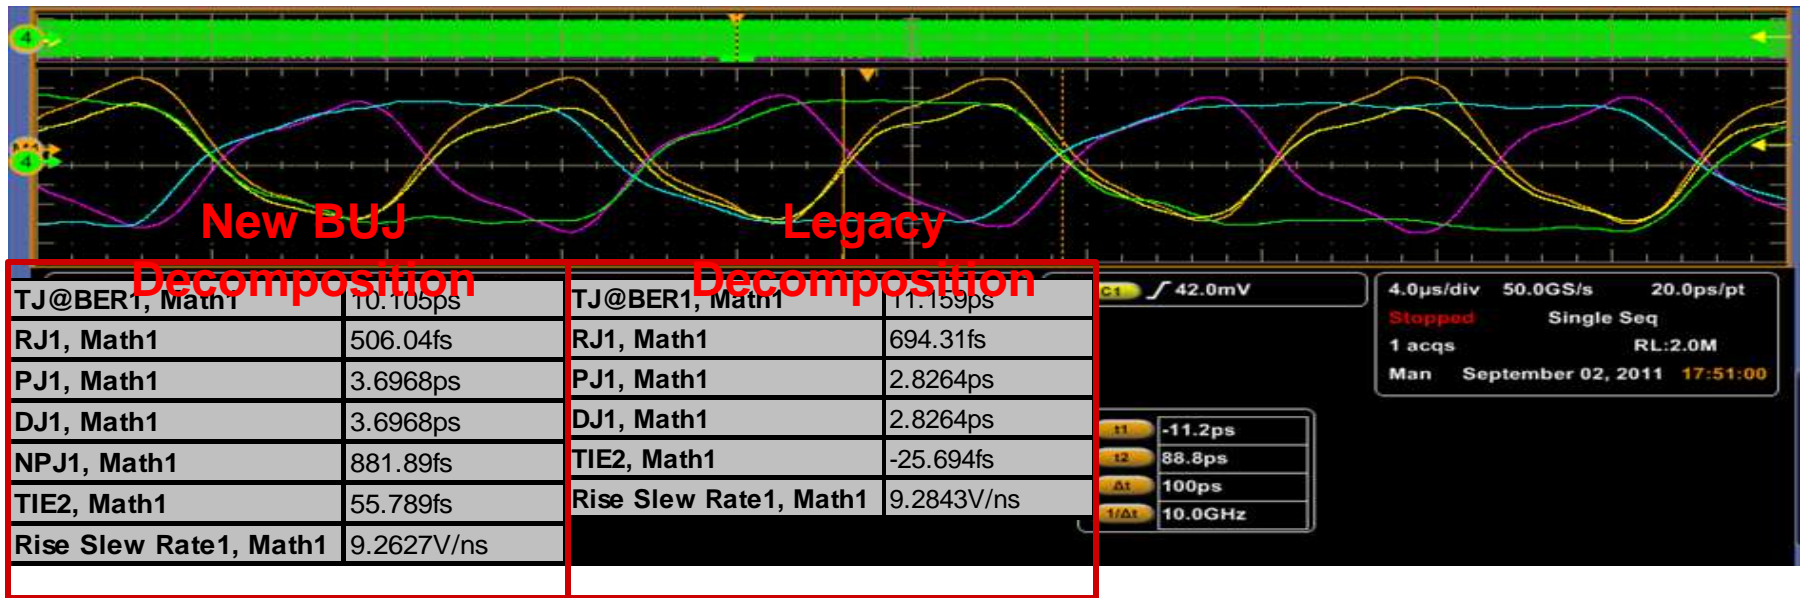 4
4
New BUJ
Decomposition
Legacy
Decomposition
TJ@BER1, Math1 10.105ps
RJ1, Math1 506.04fs
PJ1, Math1 3.6968ps
DJ1, Math1 3.6968ps
NPJ1, Math1 881.89fs
TIE2, Math1 55.789fs
Rise Slew Rate1, Math1 9.2627V/ns
TJ@BER1, Math1 11.159ps
RJ1, Math1 694.31fs
PJ1, Math1 2.8264ps
DJ1, Math1 2.8264ps
TIE2, Math1 -25.694fs
Rise Slew Rate1, Math1 9.2843V/ns
C1 42.0mV
4.0µs/div 50.0GS/s 20.0ps/pt
Stopped Single Seq
1 acqs RL:2.0M
Man September 02, 2011 17:51:00
t1 -11.2ps
t2 88.8ps
Δt 100ps
1/Δt 10.0GHz